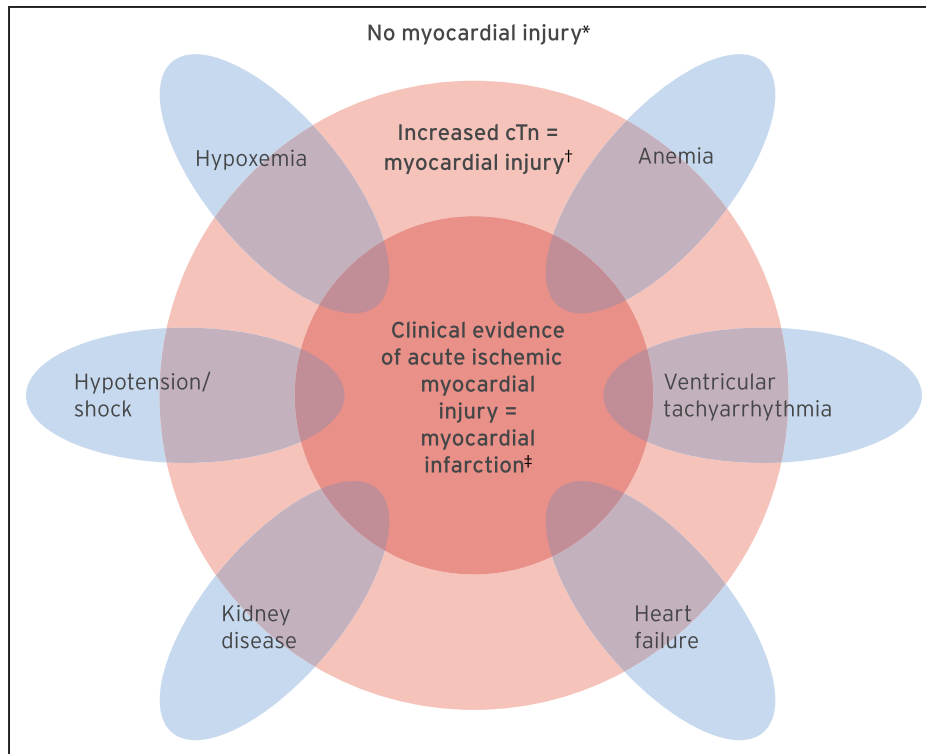 No myocardial injury*
Increased cTn =
myocardial injury†
Hypoxemia
Anemia
Clinical evidence
of acute ischemic
myocardial
injury =
myocardial
infarction‡
Hypotension/
shock
Ventricular
tachyarrhythmia
Kidney
disease
Heart
failure